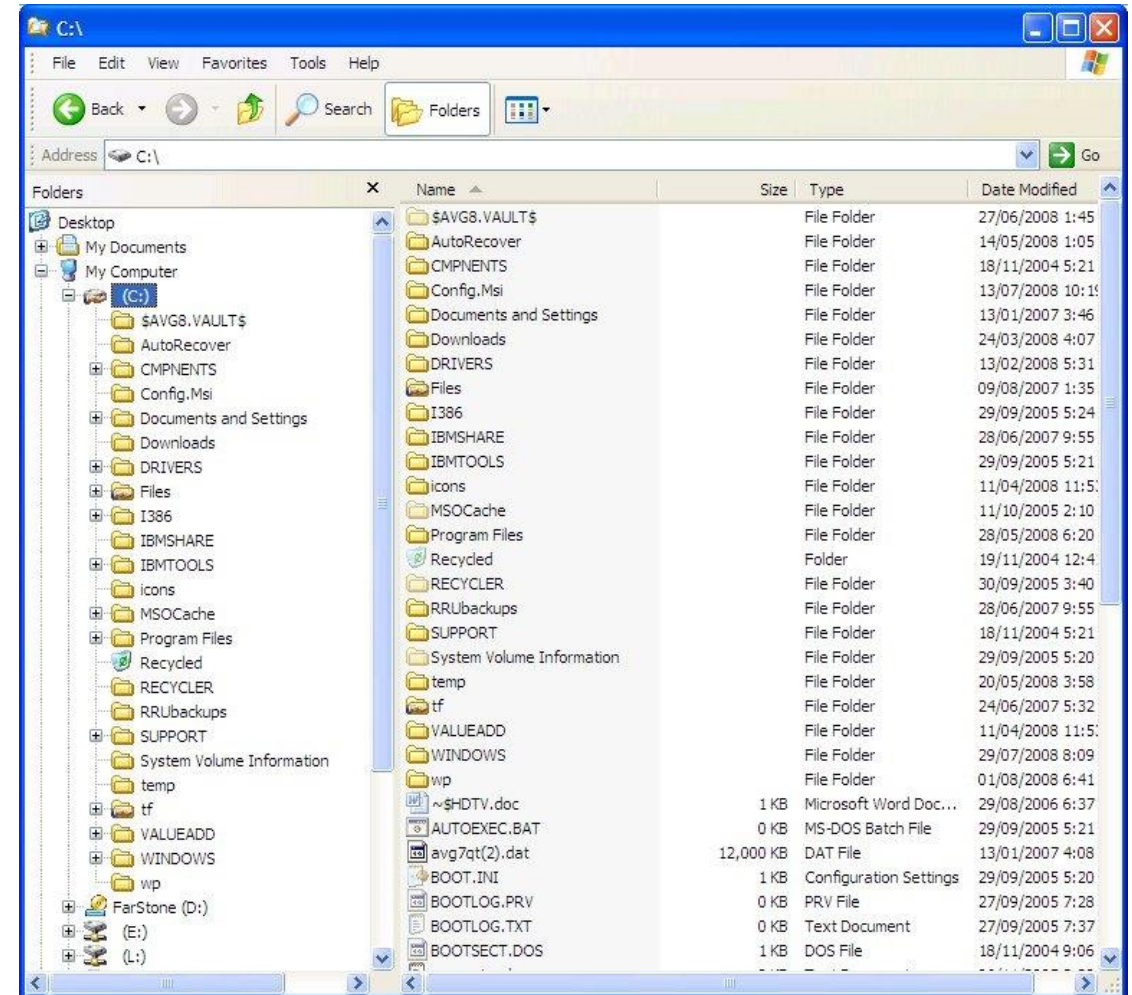 C:\
File Edit View Favorites Tools Help
Back Search Folders
Address C:\ Go
Folders
Desktop
My Documents
My Computer
(C:)
$AVG8.VAULT$
AutoRecover
CMPNENTS
Config.Msi
Documents and Settings
Downloads
DRIVERS
Files
I386
IBMSHARE
IBMTOOLS
icons
MSOCache
Program Files
Recycled
RECYCLER
RRUbackups
SUPPORT
System Volume Information
temp
tf
VALUEADD
WINDOWS
wp
FarStone (D:)
(E:)
(L:)
Name Size Type Date Modified
$AVG8.VAULT$ File Folder 27/06/2008 1:45
AutoRecover File Folder 14/05/2008 1:05
CMPNENTS File Folder 18/11/2004 5:21
Config.Msi File Folder 13/07/2008 10:19
Documents and Settings File Folder 13/01/2007 3:46
Downloads File Folder 24/03/2008 4:07
DRIVERS File Folder 13/02/2008 5:31
Files File Folder 09/08/2007 1:35
I386 File Folder 29/09/2005 5:24
IBMSHARE File Folder 28/06/2007 9:55
IBMTOOLS File Folder 29/09/2005 5:21
icons File Folder 11/04/2008
MSOCache File Folder 11/10/2005 2:10
Program Files File Folder 28/05/2008 6:20
Recycled Folder 19/11/2004
RECYCLER File Folder 30/09/2005 3:40
RRUbackups File Folder 28/06/2007 9:55
SUPPORT File Folder 18/11/2004 5:21
System Volume Information File Folder 29/09/2005 5:20
temp File Folder 20/05/2008 3:58
tf File Folder 24/06/2007 5:32
VALUEADD File Folder 11/04/2008
WINDOWS File Folder 29/07/2008 8:09
wp File Folder 01/08/2008 6:41
~$HDTV.doc 1 KB Microsoft Word Doc... 29/08/2006 6:37
AUTOEXEC.BAT 0 KB MS-DOS Batch File 29/09/2005 5:21
avg7qt(2).dat 12,000 KB DAT File 13/01/2007 4:08
BOOT.INI 1 KB Configuration Settings 29/09/2005 5:20
BOOTLOG.PRV 0 KB PRV File 27/09/2005 7:28
BOOTLOG.TXT 0 KB Text Document 27/09/2005 7:37
BOOTSECT.DOS 1 KB DOS File 18/11/2004 9:06